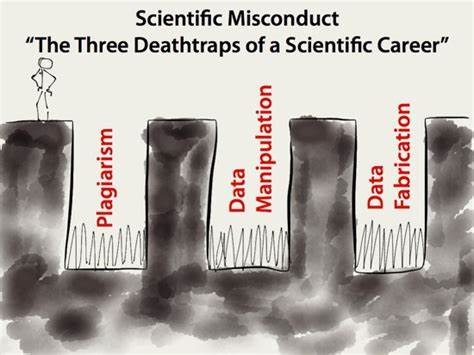 Scientific Misconduct
“The Three Deathtraps of a Scientific Career”
Plagiarism
Data
Manipulation
Data
Fabrication